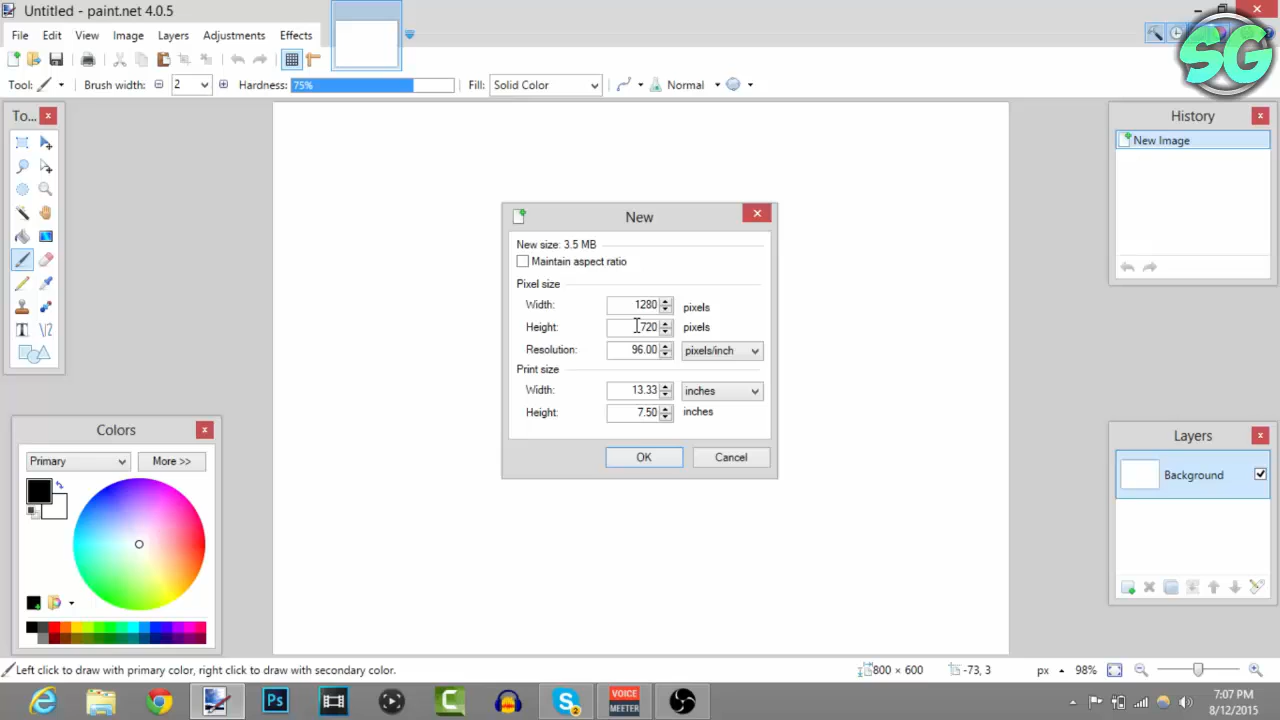 Untitled - paint.net 4.0.5
SG
File Edit View Image Layers Adjustments Effects
Tool: Brush width: 2 Hardness: 75% Fill: Solid Color Normal
To...
History
New Image
New
New size: 3.5 MB
Maintain aspect ratio
Pixel size
Width: 1280 pixels
Height: 720 pixels
Resolution: 96.00 pixels/inch
Print size
Width: 13.33 inches
Height: 7.50 inches
OK Cancel
Colors
Primary More >>
Layers
Background
Left click to draw with primary color, right click to draw with secondary color. 800 × 600 -73, 3 px 98%
Ps
VOICE
MEETER
7:07 PM
8/12/2015